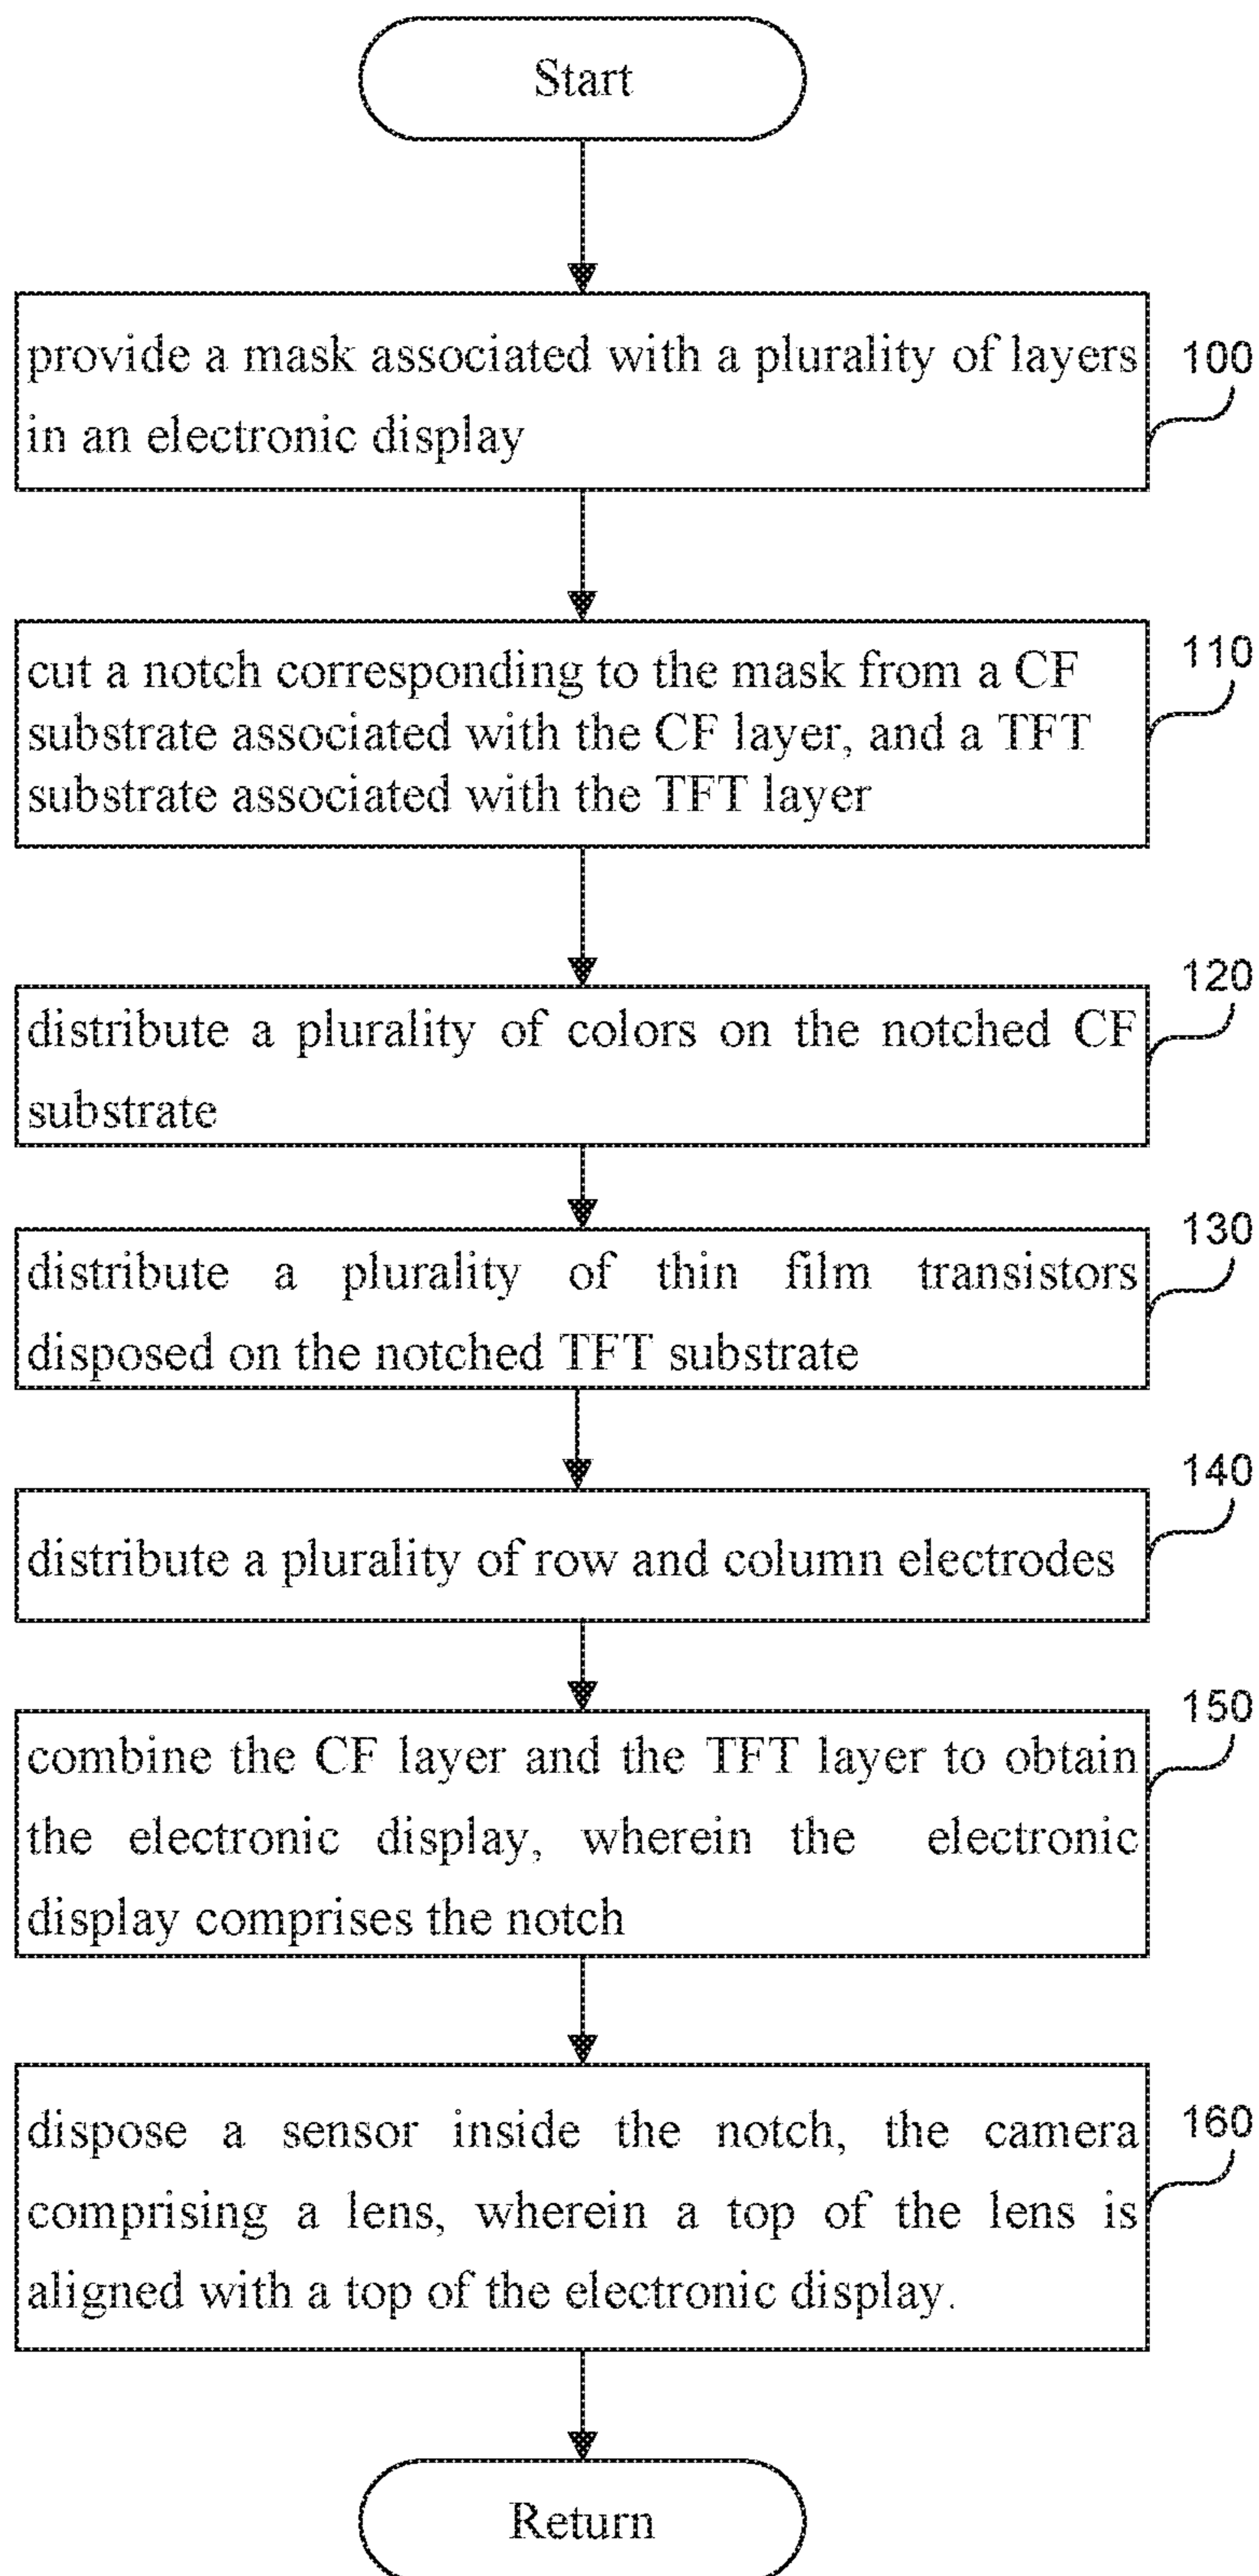 Start
provide a mask associated with a plurality of layers
100
in an electronic display
cut a notch corresponding to the mask from a CF
110
substrate associated with the CF layer, and a TFT
substrate associated with the TFT layer
120
distribute a plurality of colors on the notched CF
substrate
130
distribute a plurality of thin film transistors
disposed on the notched TFT substrate
140
distribute a plurality of row and column electrodes
150
combine the CF layer and the TFT layer to obtain
the electronic display, wherein the electronic
display comprises the notch
160
dispose a sensor inside the notch, the camera
comprising a lens, wherein a top of the lens is
aligned with a top of the electronic display.
Return